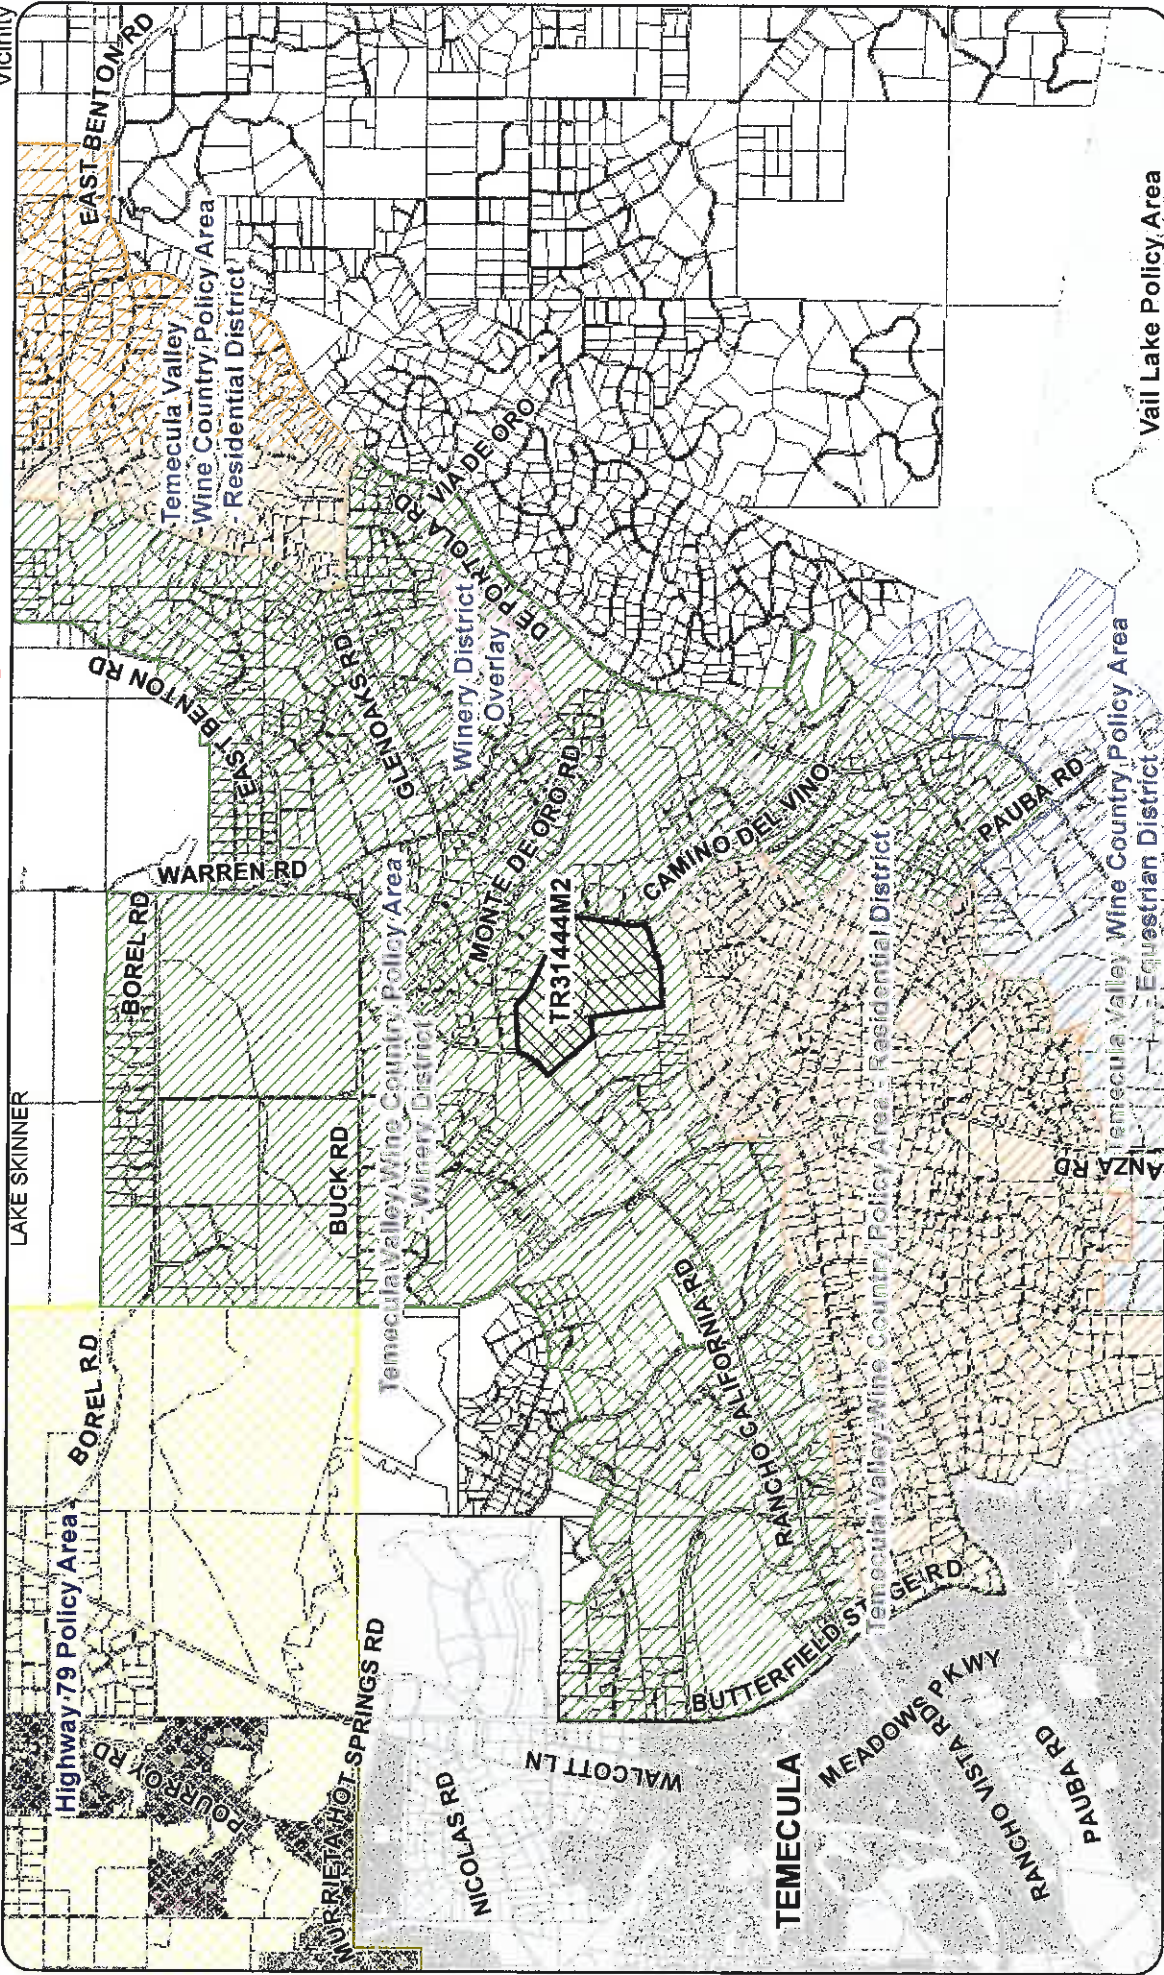 Vicinity
LAKE SKINNER
EAST BENTON RD
BOREL RD
BOREL RD
WARREN RD
EAST BENTON RD
EAST
Highway 79 Policy Area
POURROY RD
MURRIETA HOT SPRINGS RD
BUCK RD
GLENOAKS RD
Temecula Valley
Wine Country Policy Area
- Residential District
Temecula Valley Wine Country Policy Area
- Winery District
Winery District
Overlay
VIA DE ORO
DE PORTOLA RD
MONTE DE ORO RD
TR31444M2
NICOLAS RD
WALCOTT LN
CAMINO DEL VINO
RANCHO CALIFORNIA RD
BUTTERFIELD STAGE RD
TEMECULA
MEADOWS PKWY
RANCHO VISTA RD
PAUBA RD
Temecula Valley Wine Country Policy Area - Residential District
PAUBA RD
ANZA RD
Temecula Valley Wine Country Policy Area
- Equestrian District
Vail Lake Policy Area